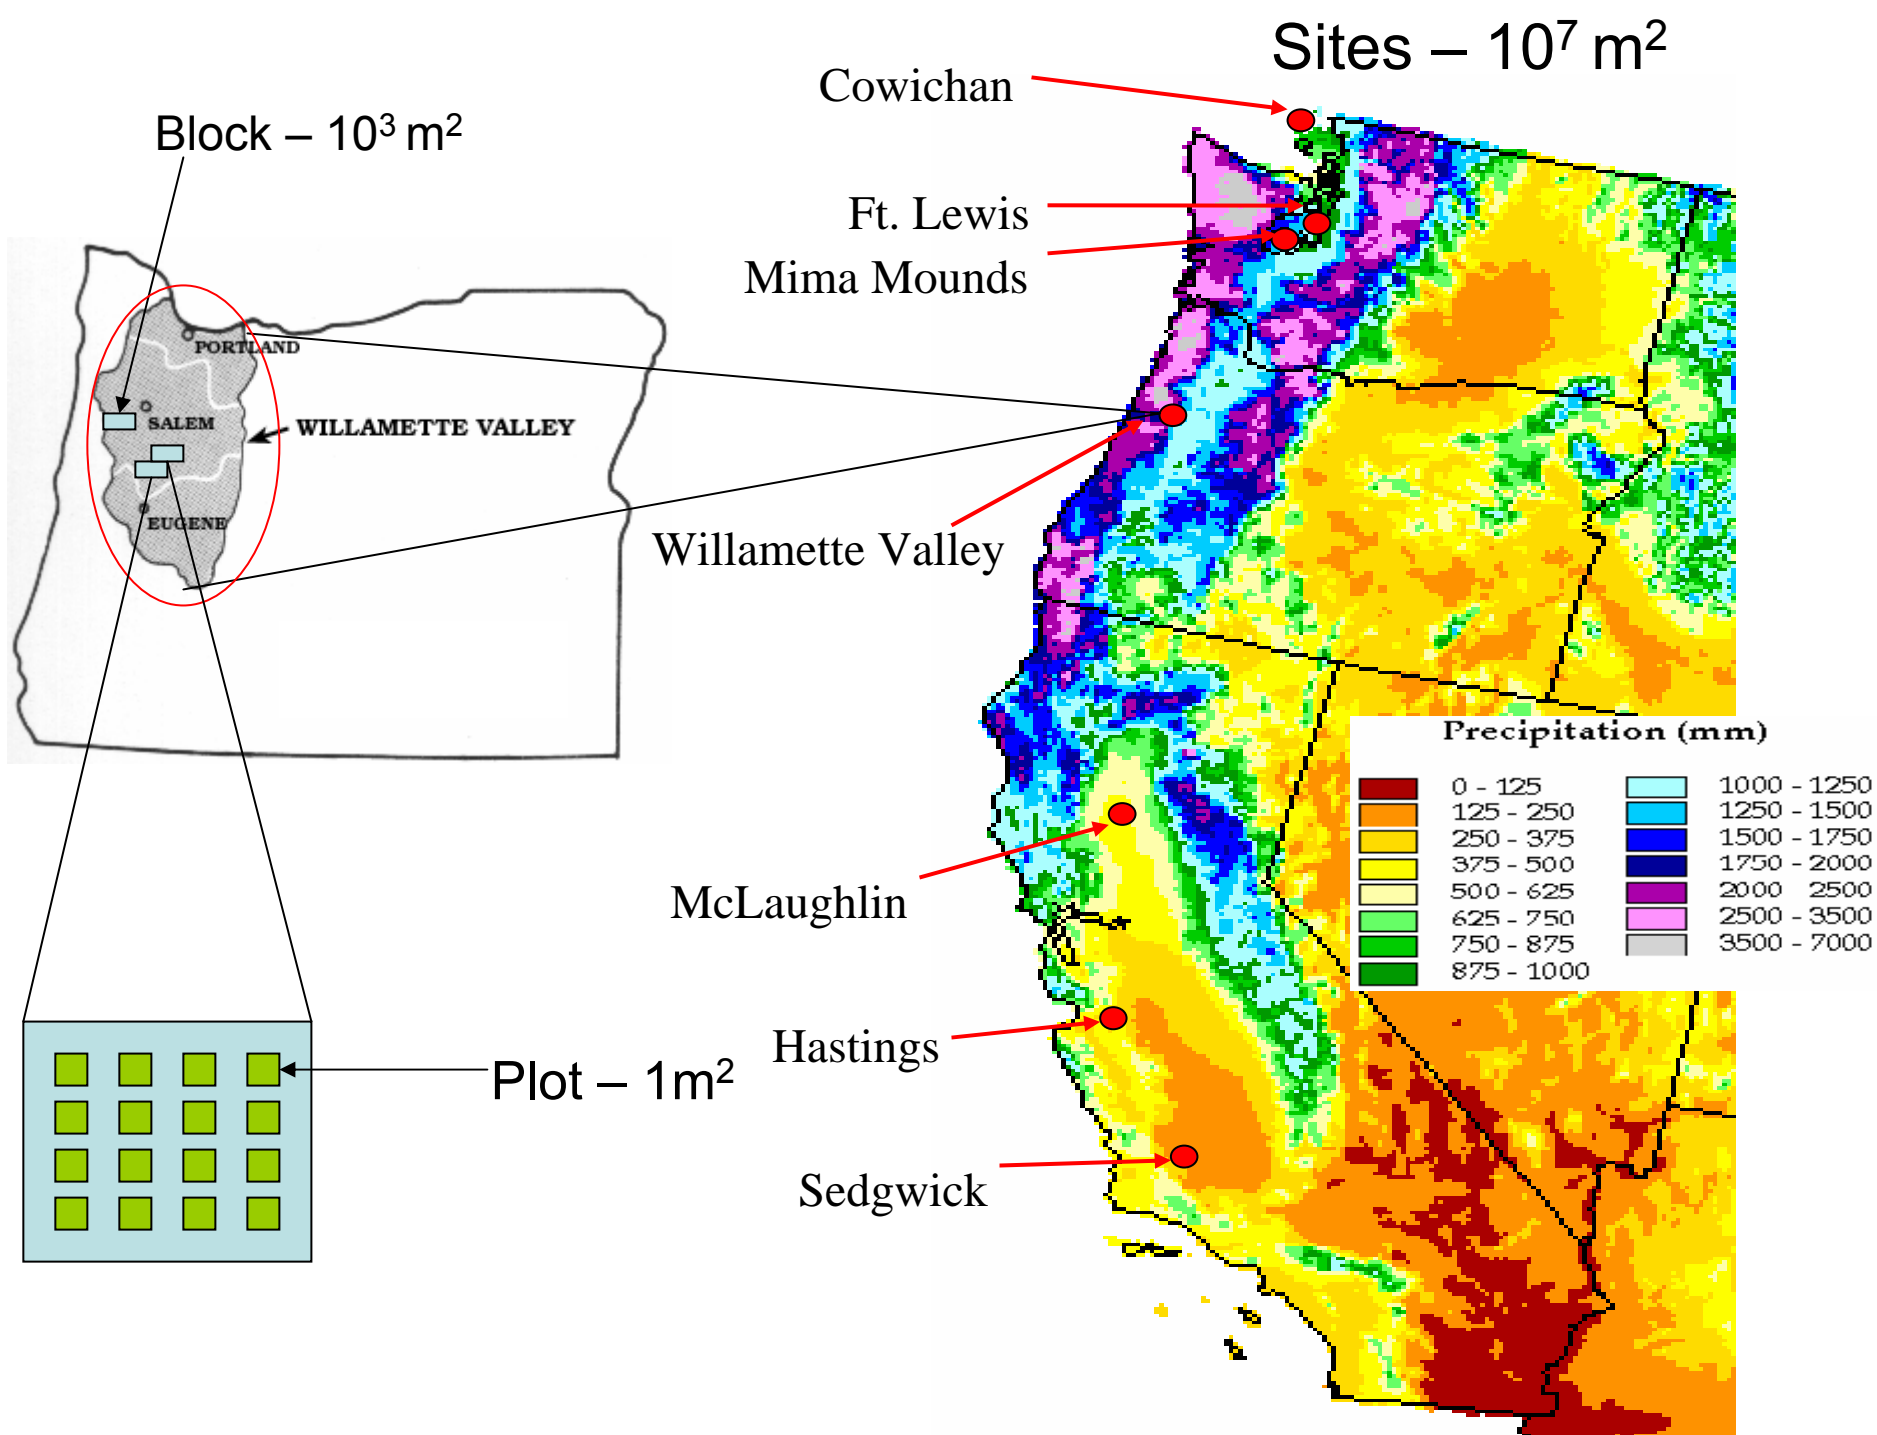 Sites – 10⁷ m²
Cowichan
Block – 10³ m²
Ft. Lewis
Mima Mounds
PORTLAND
SALEM
WILLAMETTE VALLEY
EUGENE
Willamette Valley
Precipitation (mm)
0 - 125
125 - 250
250 - 375
375 - 500
500 - 625
625 - 750
750 - 875
875 - 1000
1000 - 1250
1250 - 1500
1500 - 1750
1750 - 2000
2000 2500
2500 - 3500
3500 - 7000
McLaughlin
Hastings
Plot – 1m²
Sedgwick